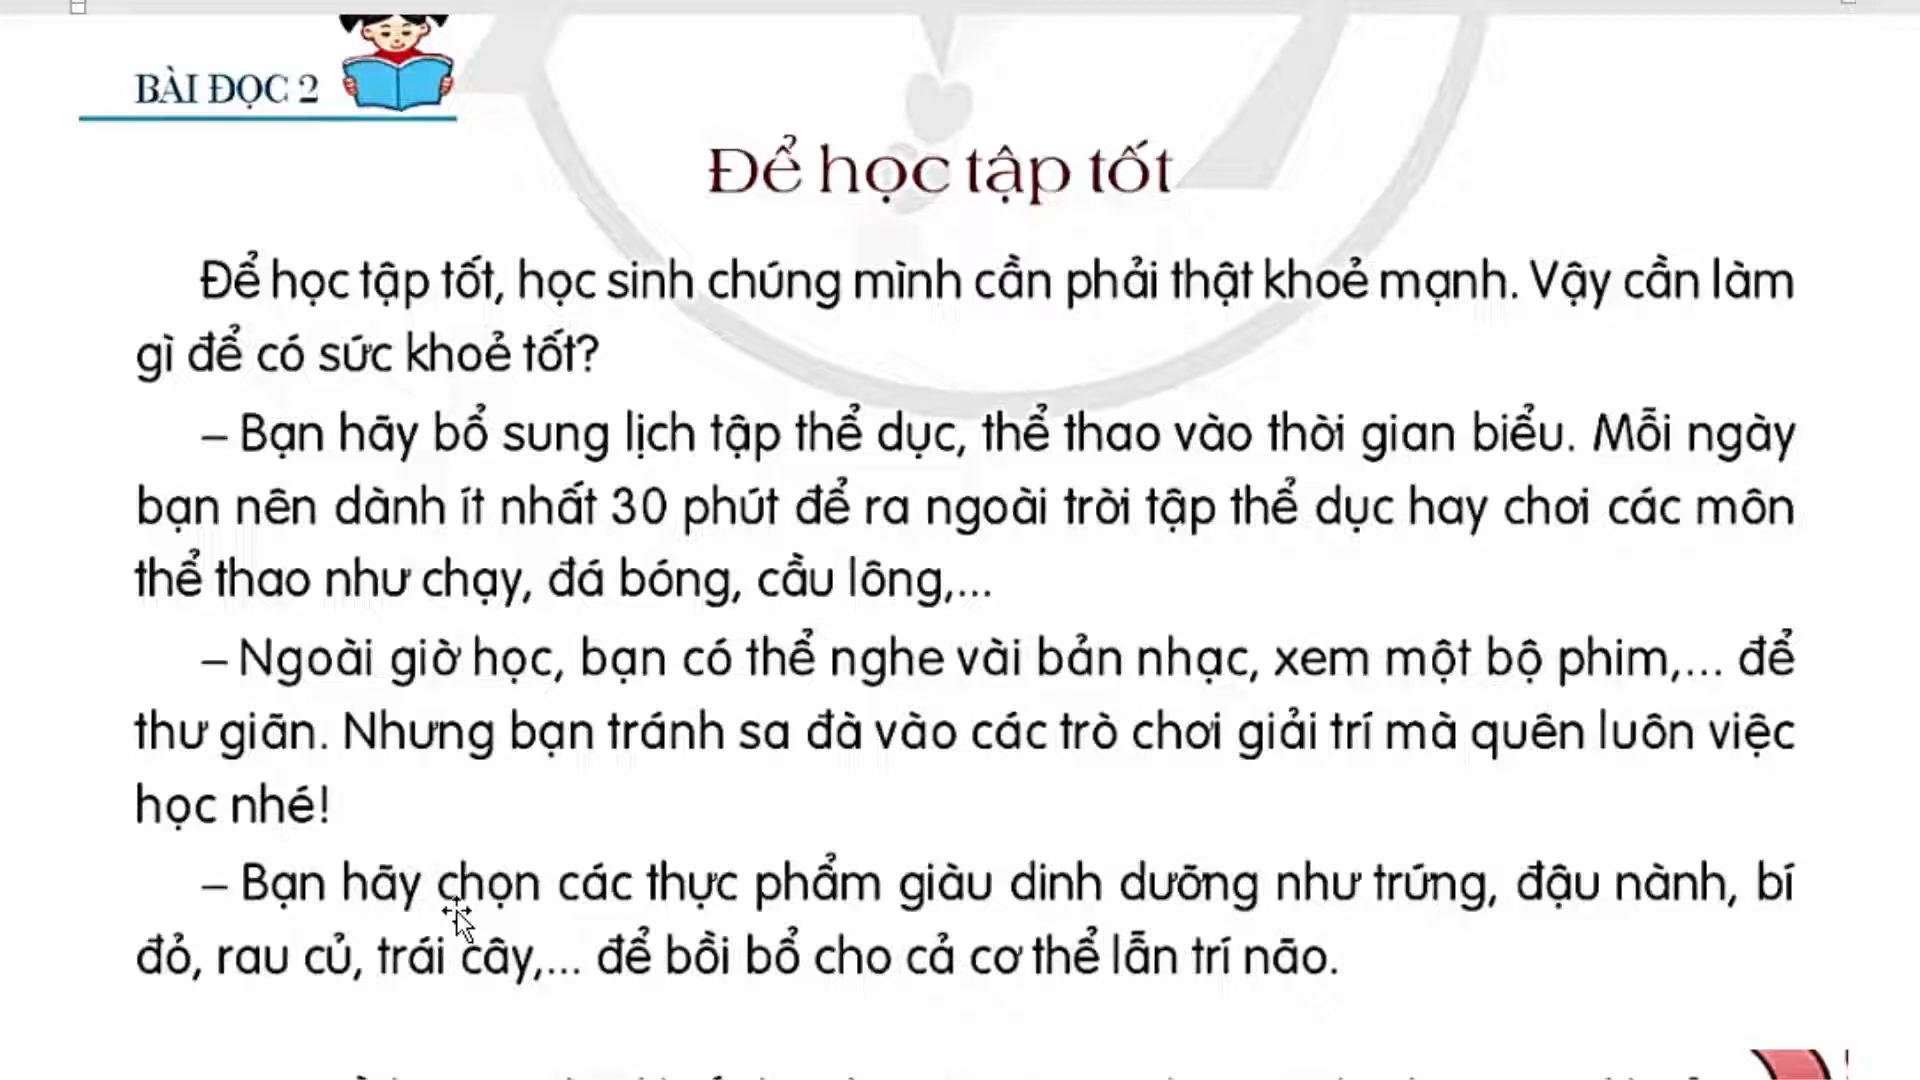 BÀI ĐỌC 2
Để học tập tốt
Để học tập tốt, học sinh chúng mình cần phải thật khoẻ mạnh. Vậy cần làm
gì để có sức khoẻ tốt?
– Bạn hãy bổ sung lịch tập thể dục, thể thao vào thời gian biểu. Mỗi ngày
bạn nên dành ít nhất 30 phút để ra ngoài trời tập thể dục hay chơi các môn
thể thao như chạy, đá bóng, cầu lông,...
– Ngoài giờ học, bạn có thể nghe vài bản nhạc, xem một bộ phim,... để
thư giãn. Nhưng bạn tránh sa đà vào các trò chơi giải trí mà quên luôn việc
học nhé!
– Bạn hãy chọn các thực phẩm giàu dinh dưỡng như trứng, đậu nành, bí
đỏ, rau củ, trái cây,... để bồi bổ cho cả cơ thể lẫn trí não.